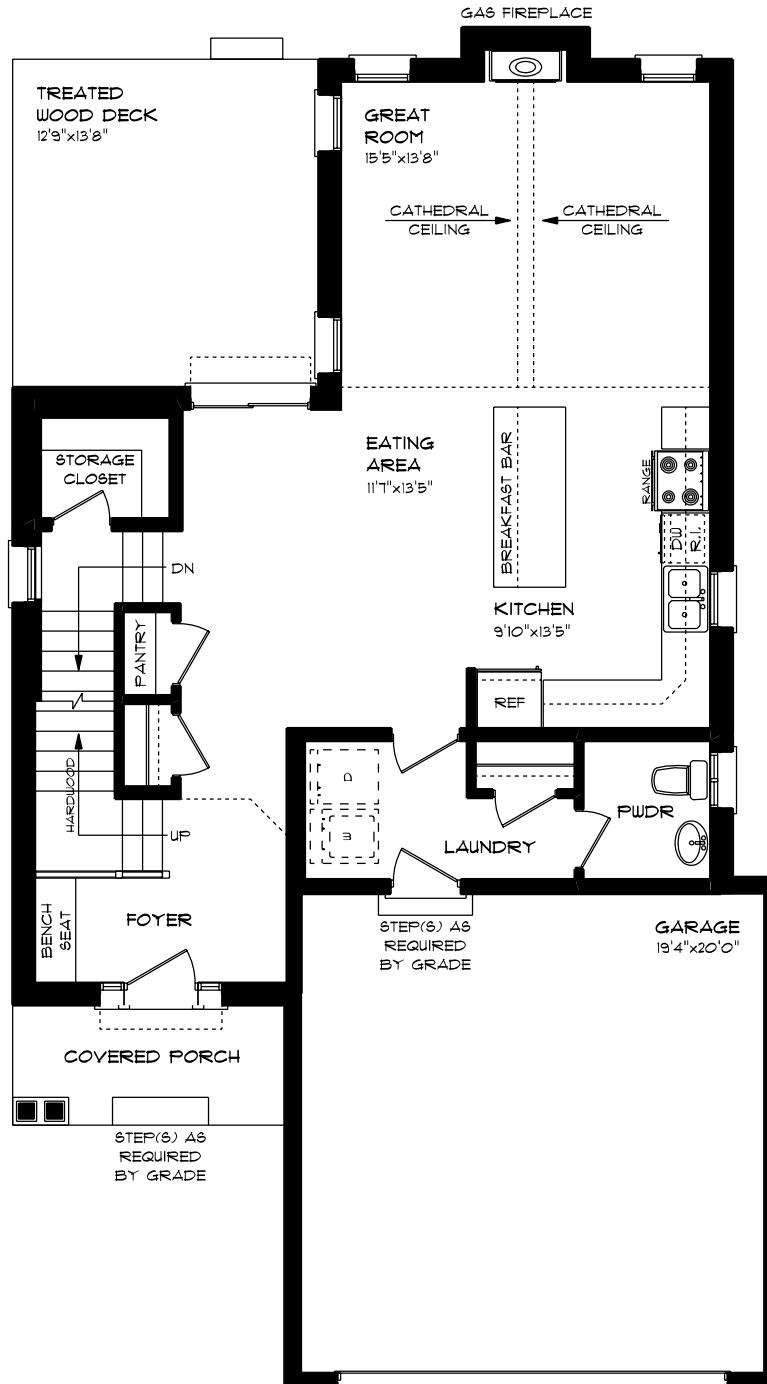 GAS FIREPLACE
TREATED
WOOD DECK
12'9"x13'8"
GREAT
ROOM
15'5"x13'8"
CATHEDRAL
CEILING
CATHEDRAL
CEILING
STORAGE
CLOSET
EATING
AREA
11'7"x13'5"
BREAKFAST BAR
RANGE
DW
R.I.
DN
KITCHEN
9'10"x13'5"
PANTRY
REF
HARDWOOD
UP
D
W
LAUNDRY
PWDR
BENCH
SEAT
FOYER
STEP(S) AS
REQUIRED
BY GRADE
GARAGE
19'4"x20'0"
COVERED PORCH
STEP(S) AS
REQUIRED
BY GRADE